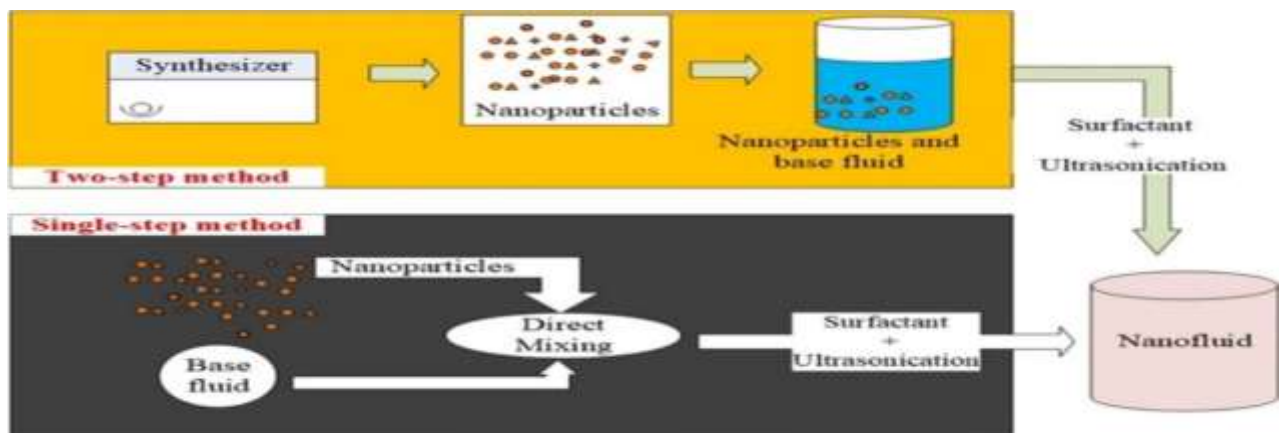 Synthesizer
Nanoparticles
Nanoparticles and
base fluid
Two-step method
Surfactant
+
Ultrasonication
Single-step method
Nanoparticles
Base
fluid
Direct
Mixing
Surfactant
+
Ultrasonication
Nanofluid